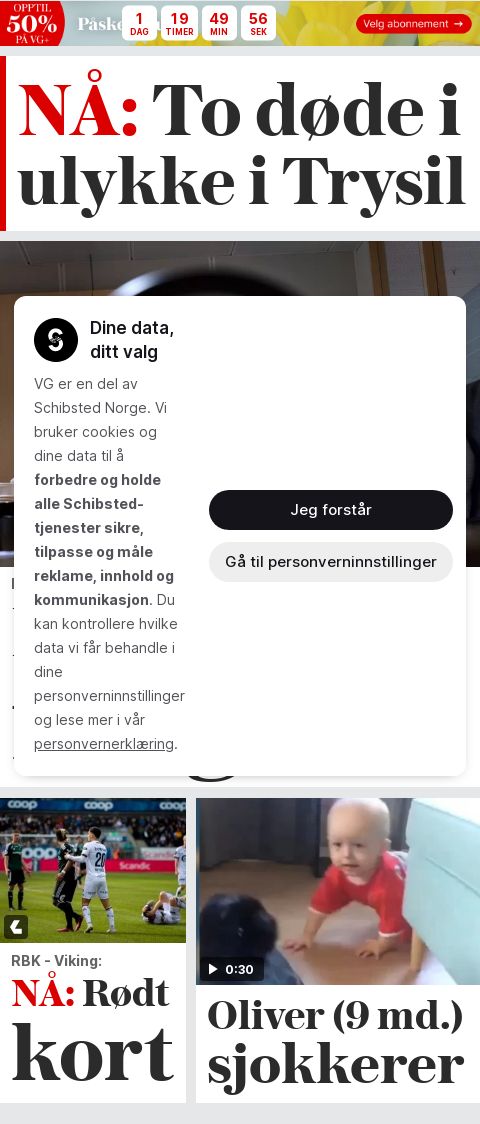 OPPTIL
50%
PÅ VG+
1
DAG
19
TIMER
49
MIN
56
SEK
Velg abonnement →
NÅ: To døde i
ulykke i Trysil
Dine data,
ditt valg
VG er en del av
Schibsted Norge. Vi
bruker cookies og
dine data til å
forbedre og holde
alle Schibsted-
tjenester sikre,
tilpasse og måle
reklame, innhold og
kommunikasjon. Du
kan kontrollere hvilke
data vi får behandle i
dine
personverninnstillinger
og lese mer i vår
personvernerklæring.
Jeg forstår
Gå til personverninnstillinger
coop
coop
Scandic
20
0:30
RBK - Viking:
NÅ: Rødt
kort
Oliver (9 md.)
sjokkerer